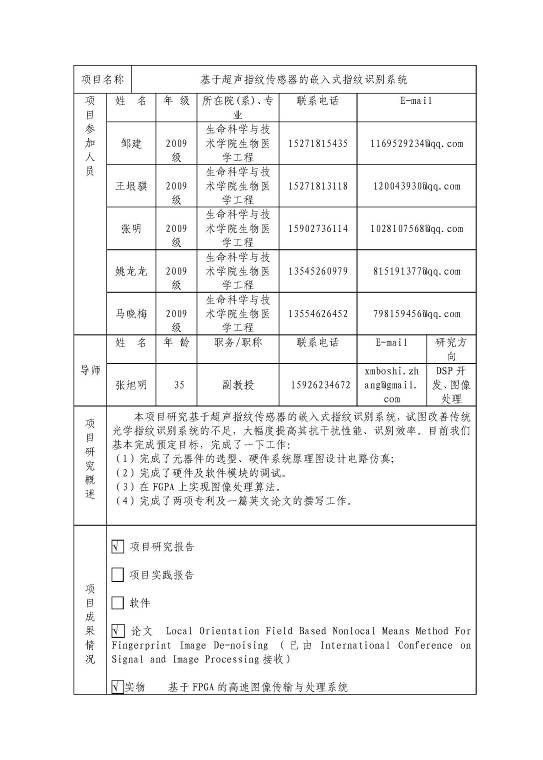 项目名称 基于超声指纹传感器的嵌入式指纹识别系统
项目参加人员
姓 名 年 级 所在院(系)、专业 联系电话 E-mail
邹建 2009级 生命科学与技术学院生物医学工程 15271815435 1169529234@qq.com
王垠骐 2009级 生命科学与技术学院生物医学工程 15271813118 120043930@qq.com
张明 2009级 生命科学与技术学院生物医学工程 15902736114 1028107568@qq.com
姚龙龙 2009级 生命科学与技术学院生物医学工程 13545260979 815191377@qq.com
马晓梅 2009级 生命科学与技术学院生物医学工程 13554626452 798159456@qq.com
导师
姓 名 年 龄 职务/职称 联系电话 E-mail 研究方向
张旭明 35 副教授 15926234672 xmboshi.zhang@gmail.com DSP开发、图像处理
项目研究概述
本项目研究基于超声指纹传感器的嵌入式指纹识别系统,试图改善传统
光学指纹识别系统的不足,大幅度提高其抗干扰性能、识别效率。目前我们
基本完成预定目标,完成了一下工作:
(1)完成了元器件的选型、硬件系统原理图设计电路仿真;
(2)完成了硬件及软件模块的调试。
(3)在 FGPA 上实现图像处理算法。
(4)完成了两项专利及一篇英文论文的撰写工作。
项目成果情况
√ 项目研究报告
项目实践报告
软件
√ 论文 Local Orientation Field Based Nonlocal Means Method For
Fingerprint Image De-noising (已由 International Conference on
Signal and Image Processing 接收)
√ 实物 基于 FPGA 的高速图像传输与处理系统